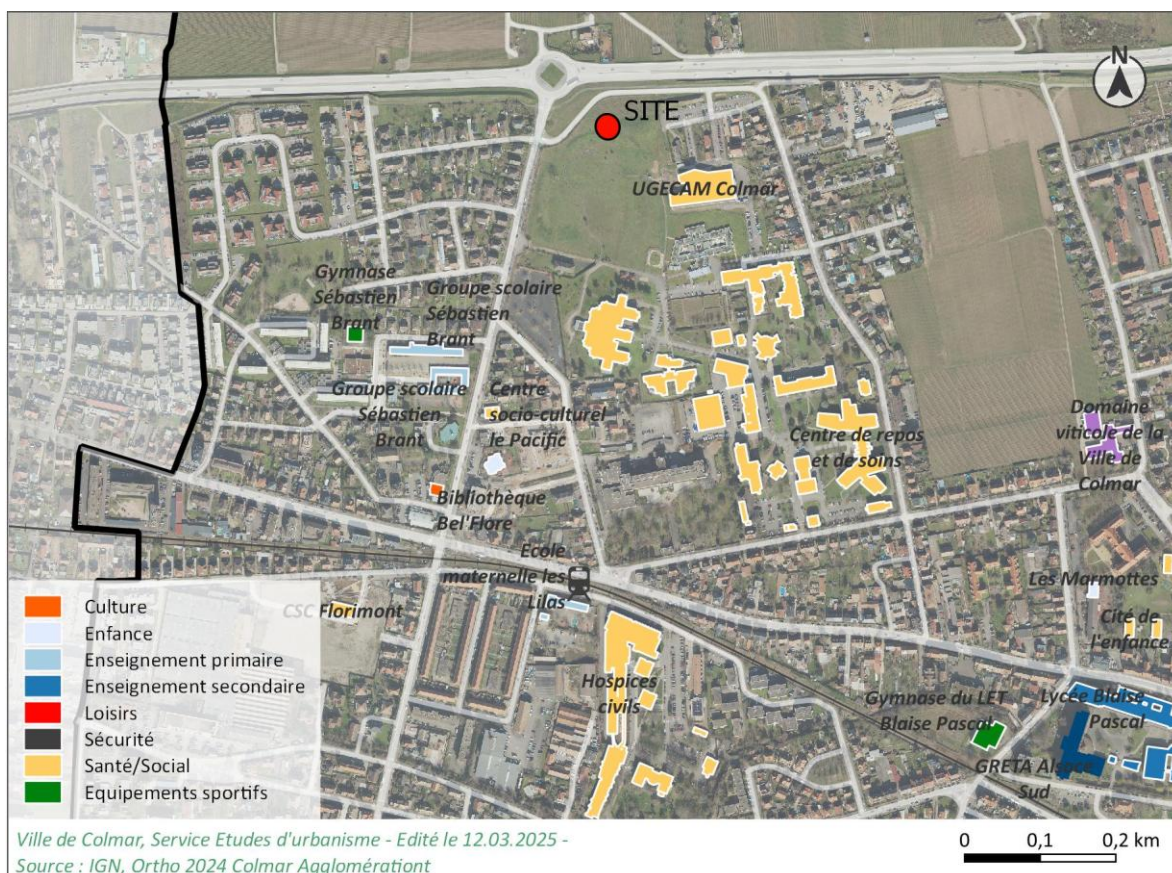 N
SITE
UGECAM Colmar
Gymnase
Sébastien
Brant
Groupe scolaire
Sébastien
Brant
Groupe scolaire
Sébastien
Brant
Centre
socio-culturel
le Pacific
Centre de repos
et de soins
Domaine
viticole de la
Ville de
Colmar
Bibliothèque
Bel'Flore
Ecole
maternelle les
Lilas
CSC Florimont
Les Marmottes
Cité de
l'enfance
Hospices
civils
Gymnase du LET
Blaise Pascal
Lycée Blaise
Pascal
GRETA Alsace
Sud
Culture
Enfance
Enseignement primaire
Enseignement secondaire
Loisirs
Sécurité
Santé/Social
Equipements sportifs
Ville de Colmar, Service Etudes d'urbanisme - Edité le 12.03.2025 -
Source : IGN, Ortho 2024 Colmar Agglomérationt
0 0,1 0,2 km